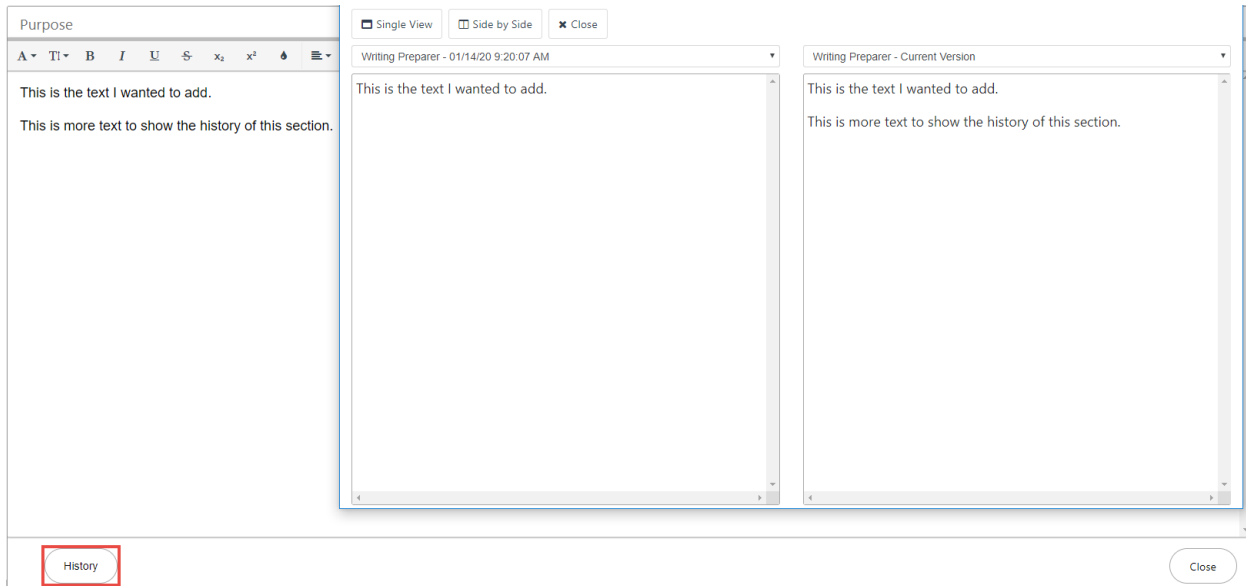 Purpose
A TI B I U S x₂ x²
This is the text I wanted to add.
This is more text to show the history of this section.
Single View Side by Side Close
Writing Preparer - 01/14/20 9:20:07 AM
This is the text I wanted to add.
Writing Preparer - Current Version
This is the text I wanted to add.
This is more text to show the history of this section.
History
Close